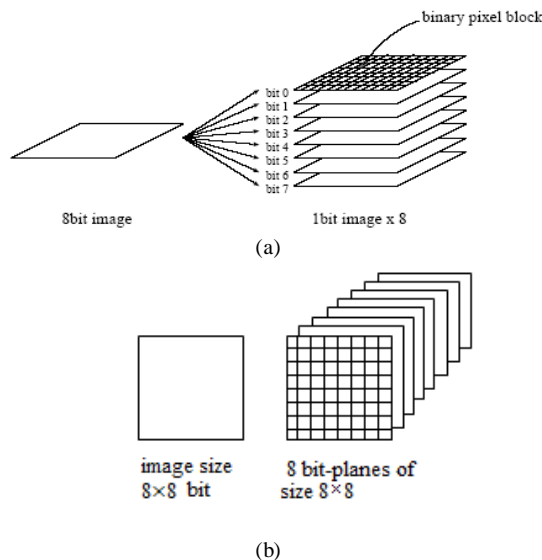 binary pixel block
bit 0
bit 1
bit 2
bit 3
bit 4
bit 5
bit 6
bit 7
8bit image
1bit image x 8
(a)
image size
8×8 bit
8 bit-planes of
size 8×8
(b)